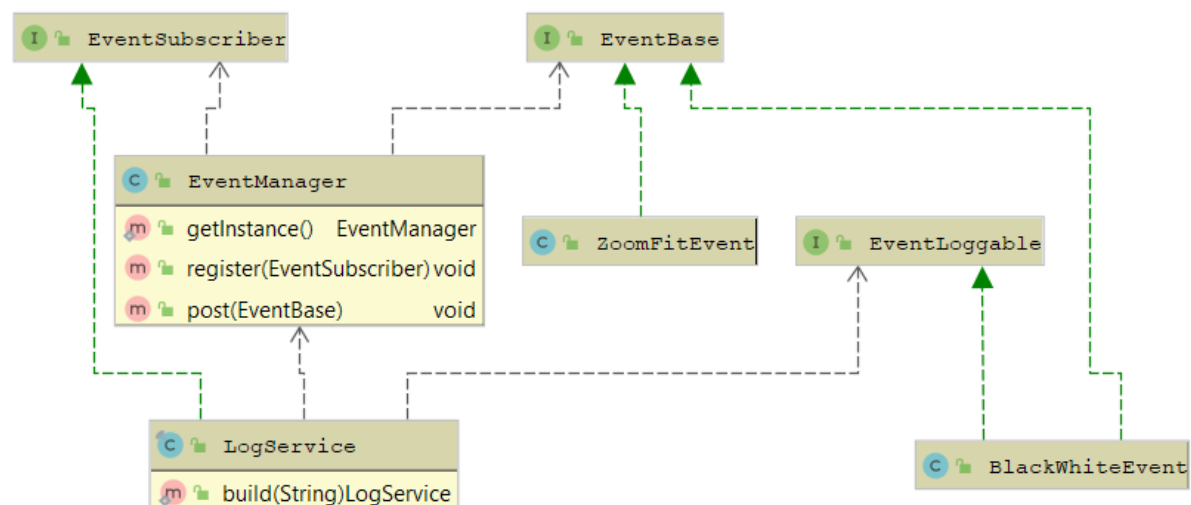 I EventSubscriber
I EventBase
C EventManager
m getInstance() EventManager
m register(EventSubscriber) void
m post(EventBase) void
C ZoomFitEvent
I EventLoggable
C LogService
m build(String) LogService
C BlackWhiteEvent